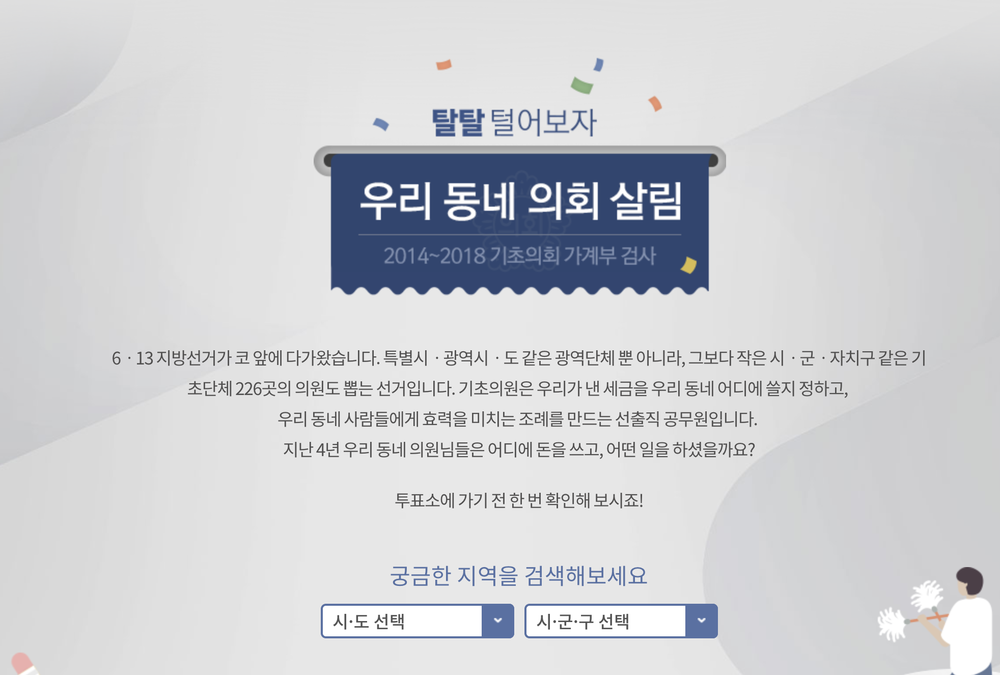 탈탈 털어보자
우리 동네 의회 살림
의회
2014~2018 기초의회 가계부 검사
6 · 13 지방선거가 코 앞에 다가왔습니다. 특별시 · 광역시 · 도 같은 광역단체 뿐 아니라, 그보다 작은 시 · 군 · 자치구 같은 기
초단체 226곳의 의원도 뽑는 선거입니다. 기초의원은 우리가 낸 세금을 우리 동네 어디에 쓸지 정하고,
우리 동네 사람들에게 효력을 미치는 조례를 만드는 선출직 공무원입니다.
지난 4년 우리 동네 의원님들은 어디에 돈을 쓰고, 어떤 일을 하셨을까요?
투표소에 가기 전 한 번 확인해 보시죠!
궁금한 지역을 검색해보세요
시·도 선택
시·군·구 선택